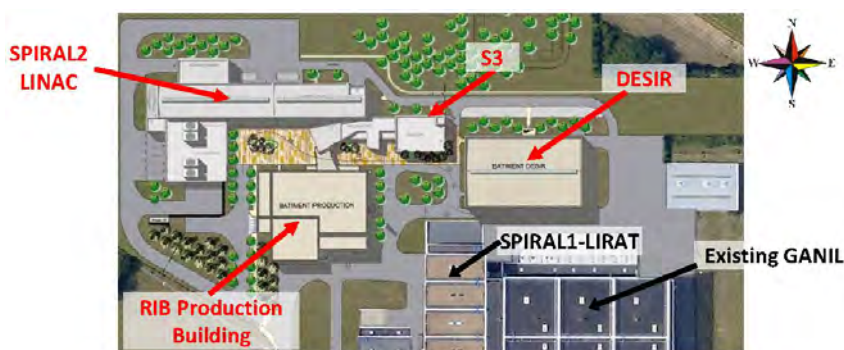 N
W E
S
SPIRAL2
LINAC
S3
DESIR
BATIMENT DESIR
BATIMENT PRODUCTION
SPIRAL1-LIRAT
Existing GANIL
RIB Production
Building